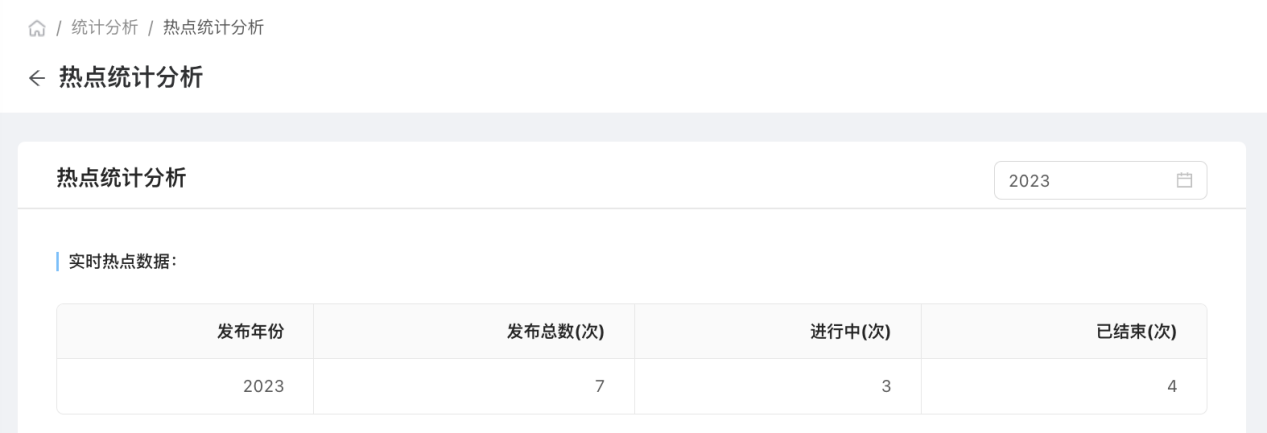 / 统计分析 / 热点统计分析
← 热点统计分析
热点统计分析
2023
实时热点数据：
发布年份 发布总数(次) 进行中(次) 已结束(次)
2023 7 3 4